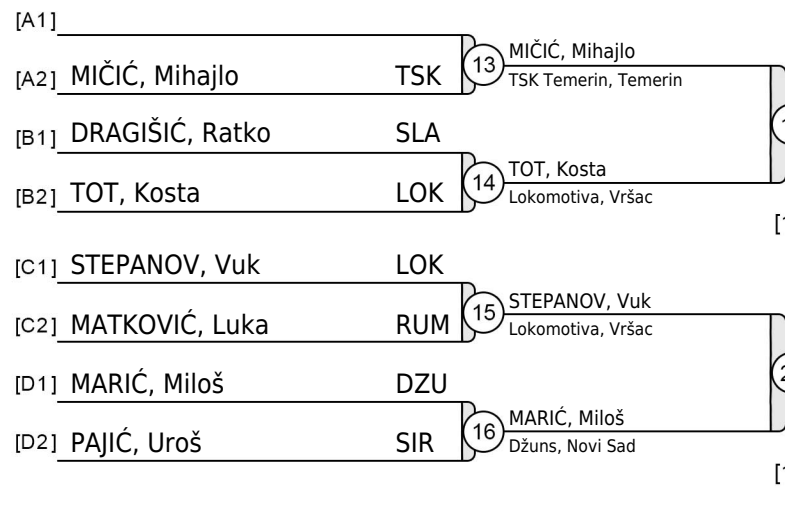 [A1]
[A2] MIČIĆ, Mihajlo TSK
13
MIČIĆ, Mihajlo
TSK Temerin, Temerin
[B1] DRAGIŠIĆ, Ratko SLA
[B2] TOT, Kosta LOK
14
TOT, Kosta
Lokomotiva, Vršac
[C1] STEPANOV, Vuk LOK
[C2] MATKOVIĆ, Luka RUM
15
STEPANOV, Vuk
Lokomotiva, Vršac
[D1] MARIĆ, Miloš DZU
[D2] PAJIĆ, Uroš SIR
16
MARIĆ, Miloš
Džuns, Novi Sad